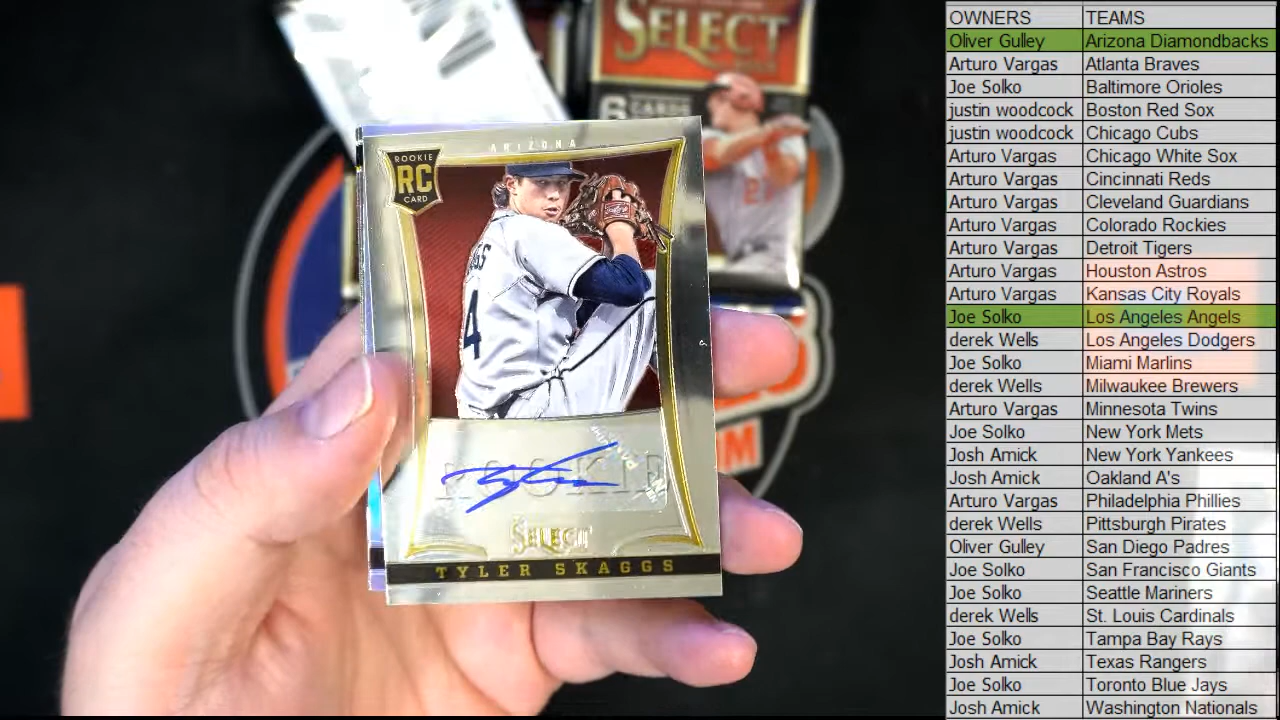 SELECT
6 CARDS
ARIZONA
ROOKIE
RC
CARD
GS
4
ROOKIE
SELECT
TYLER SKAGGS
OWNERS TEAMS
Oliver Gulley Arizona Diamondbacks
Arturo Vargas Atlanta Braves
Joe Solko Baltimore Orioles
justin woodcock Boston Red Sox
justin woodcock Chicago Cubs
Arturo Vargas Chicago White Sox
Arturo Vargas Cincinnati Reds
Arturo Vargas Cleveland Guardians
Arturo Vargas Colorado Rockies
Arturo Vargas Detroit Tigers
Arturo Vargas Houston Astros
Arturo Vargas Kansas City Royals
Joe Solko Los Angeles Angels
derek Wells Los Angeles Dodgers
Joe Solko Miami Marlins
derek Wells Milwaukee Brewers
Arturo Vargas Minnesota Twins
Joe Solko New York Mets
Josh Amick New York Yankees
Josh Amick Oakland A's
Arturo Vargas Philadelphia Phillies
derek Wells Pittsburgh Pirates
Oliver Gulley San Diego Padres
Joe Solko San Francisco Giants
Joe Solko Seattle Mariners
derek Wells St. Louis Cardinals
Joe Solko Tampa Bay Rays
Josh Amick Texas Rangers
Joe Solko Toronto Blue Jays
Josh Amick Washington Nationals